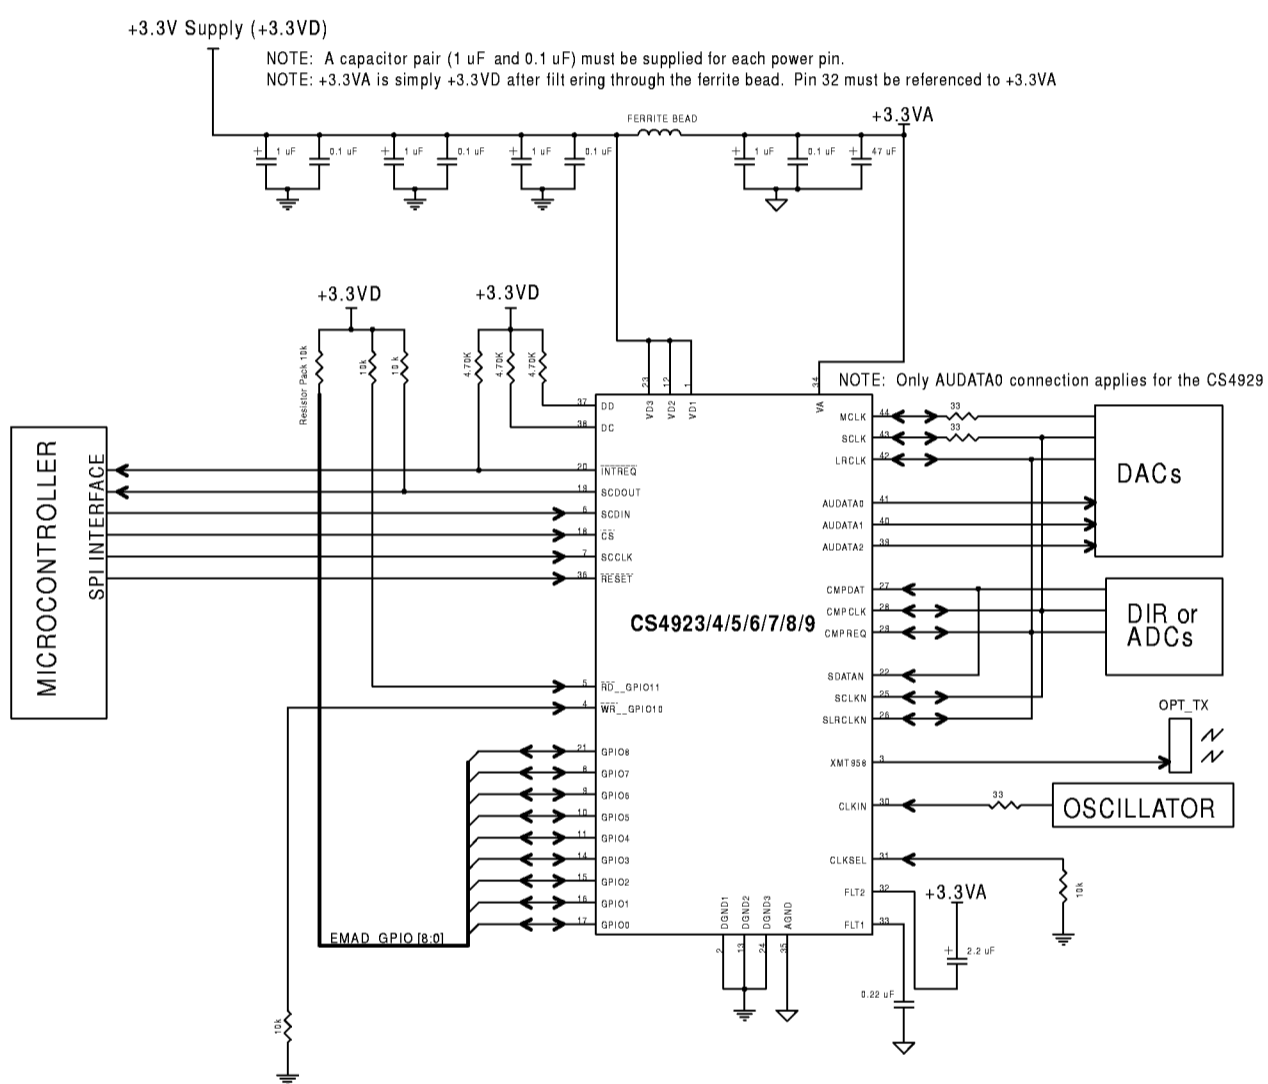 +3.3V Supply (+3.3VD)
NOTE: A capacitor pair (1 uF and 0.1 uF) must be supplied for each power pin.
NOTE: +3.3VA is simply +3.3VD after filt ering through the ferrite bead. Pin 32 must be referenced to +3.3VA
FERRITE BEAD
+3.3VA
+ 1 uF
0.1 uF
+ 1 uF
0.1 uF
+ 1 uF
0.1 uF
+ 1 uF
0.1 uF
+ 47 uF
+3.3VD
+3.3VD
Resistor Pack 10k
10k
10 k
4.70K
4.70K
4.70K
23
12
1
34
VD3
VD2
VD1
VA
NOTE: Only AUDATA0 connection applies for the CS4929
MICROCONTROLLER
SPI INTERFACE
37 DD
38 DC
20 INTREQ
19 SCDOUT
6 SCDIN
18 CS
7 SCCLK
36 RESET
5 RD__GPIO11
4 WR__GPIO10
21 GPIO8
8 GPIO7
9 GPIO6
10 GPIO5
11 GPIO4
14 GPIO3
15 GPIO2
16 GPIO1
17 GPIO0
EMAD_GPIO [8:0]
10k
CS4923/4/5/6/7/8/9
MCLK 44 33
SCLK 43 33
LRCLK 42
AUDATA0 41
AUDATA1 40
AUDATA2 39
DACs
CMPDAT 27
CMPCLK 28
CMPREQ 29
DIR or
ADCs
SDATAN 22
SCLKN 25
SLRCLKN 26
OPT_TX
XMT958 3
CLKIN 30 33
OSCILLATOR
CLKSEL 31
10k
FLT2 32
+3.3VA
FLT1 33
+ 2.2 uF
0.22 uF
DGND1
DGND2
DGND3
AGND
2
13
24
35